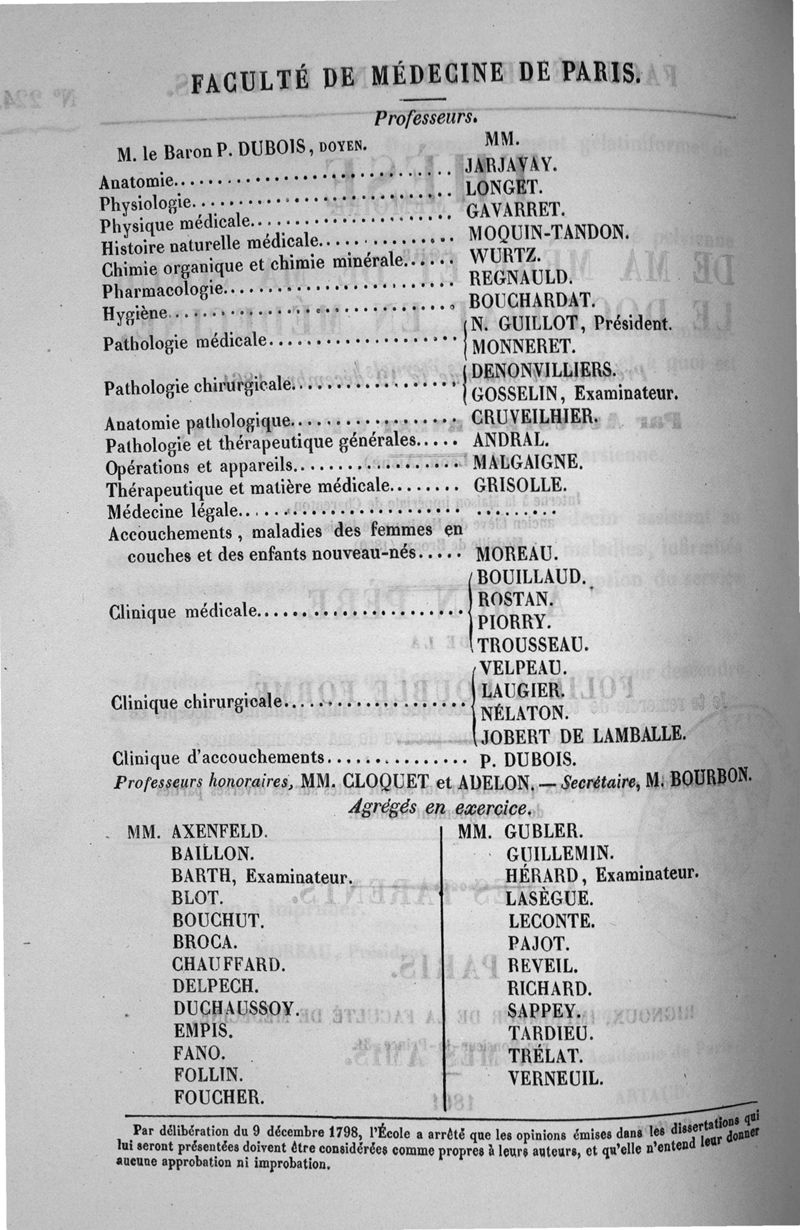 FACULTÉ DE MÉDECINE DE PARIS.
Professeurs.
M. le Baron P. DUBOIS, DOYEN. MM.
Anatomie.............................. JARJAVAY.
Physiologie............................ LONGET.
Physique médicale..................... GAVARRET.
Histoire naturelle médicale.............. MOQUIN-TANDON.
Chimie organique et chimie minérale...... WURTZ.
Pharmacologie......................... REGNAULD.
Hygiène.............................. BOUCHARDAT.
Pathologie médicale.................... { N. GUILLOT, Président.
MONNERET.
Pathologie chirurgicale.................. { DENONVILLIERS.
GOSSELIN, Examinateur.
Anatomie pathologique.................. CRUVEILHIER.
Pathologie et thérapeutique générales..... ANDRAL.
Opérations et appareils.................. MALGAIGNE.
Thérapeutique et matière médicale........ GRISOLLE.
Médecine légale........................ .........
Accouchements, maladies des femmes en
couches et des enfants nouveau-nés..... MOREAU.
BOUILLAUD.
Clinique médicale...................... { ROSTAN.
PIORRY.
TROUSSEAU.
VELPEAU.
Clinique chirurgicale.................... { LAUGIER.
NÉLATON.
JOBERT DE LAMBALLE.
Clinique d'accouchements................ P. DUBOIS.
Professeurs honoraires, MM. CLOQUET et ADELON. — Secrétaire, M. BOURBON.
Agrégés en exercice.
MM. AXENFELD.
BAILLON.
BARTH, Examinateur.
BLOT.
BOUCHUT.
BROCA.
CHAUFFARD.
DELPECH.
DUCHAUSSOY.
EMPIS.
FANO.
FOLLIN.
FOUCHER.
MM. GUBLER.
GUILLEMIN.
HÉRARD, Examinateur.
LASÈGUE.
LECONTE.
PAJOT.
REVEIL.
RICHARD.
SAPPEY.
TARDIEU.
TRÉLAT.
VERNEUIL.
Par délibération du 9 décembre 1798, l'École a arrêté que les opinions émises dans les dissertations qui
lui seront présentées doivent être considérées comme propres à leurs auteurs, et qu'elle n'entend leur donner
aucune approbation ni improbation.